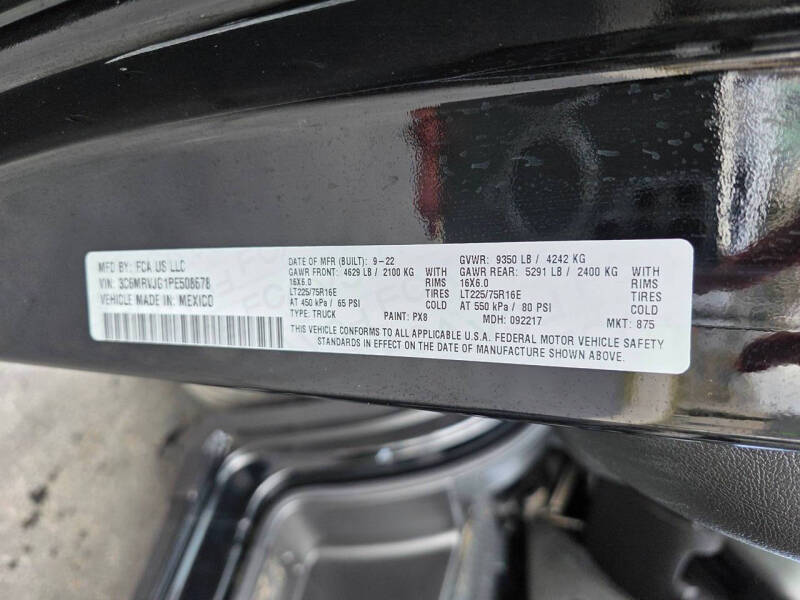 MFD BY: FCA US LLC
VIN: 3C6MRVJG1PE508678
VEHICLE MADE IN: MEXICO
DATE OF MFR (BUILT): 9-22
GAWR FRONT: 4629 LB / 2100 KG WITH
16X6.0 RIMS
LT225/75R16E TIRES
AT 450 kPa / 65 PSI COLD
TYPE: TRUCK PAINT: PX8
GVWR: 9350 LB / 4242 KG
GAWR REAR: 5291 LB / 2400 KG WITH
16X6.0 RIMS
LT225/75R16E TIRES
AT 550 kPa / 80 PSI COLD
MDH: 092217 MKT: 875
THIS VEHICLE CONFORMS TO ALL APPLICABLE U.S.A. FEDERAL MOTOR VEHICLE SAFETY
STANDARDS IN EFFECT ON THE DATE OF MANUFACTURE SHOWN ABOVE.